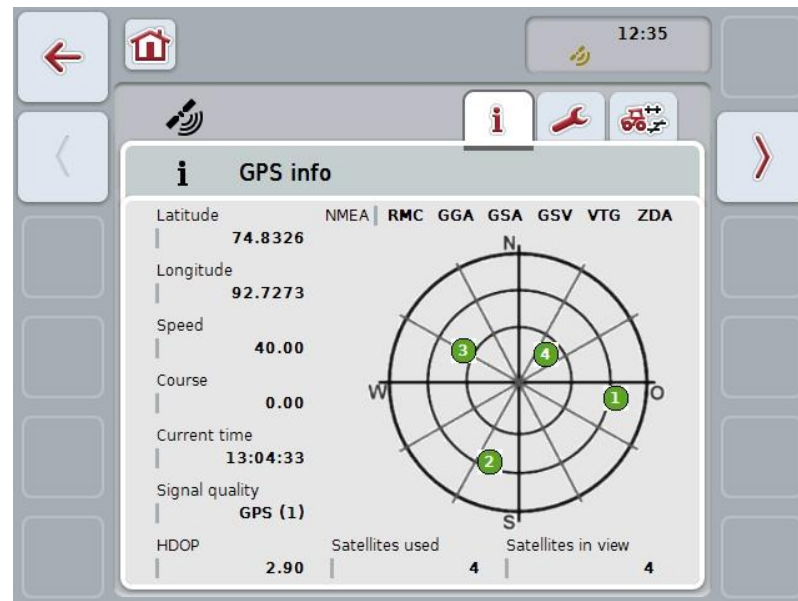 12:35
i
i GPS info
Latitude
74.8326
NMEA RMC GGA GSA GSV VTG ZDA
Longitude
92.7273
Speed
40.00
Course
0.00
Current time
13:04:33
Signal quality
GPS (1)
HDOP
2.90
N
3
4
W
1
O
2
S
Satellites used
4
Satellites in view
4